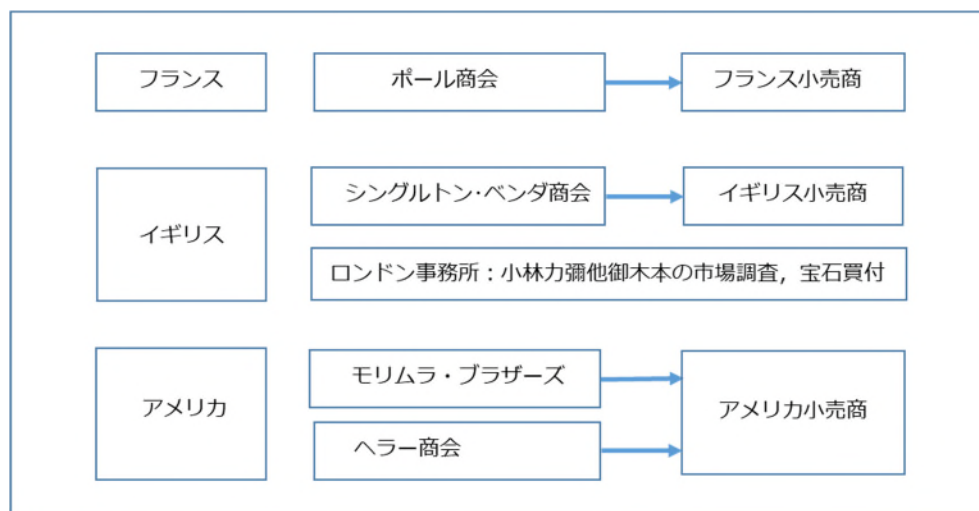 フランス
ポール商会
フランス小売商
イギリス
シングルトン・ベンダ商会
イギリス小売商
ロンドン事務所：小林力彌他御木本の市場調査，宝石買付
アメリカ
モリムラ・ブラザーズ
ヘラー商会
アメリカ小売商